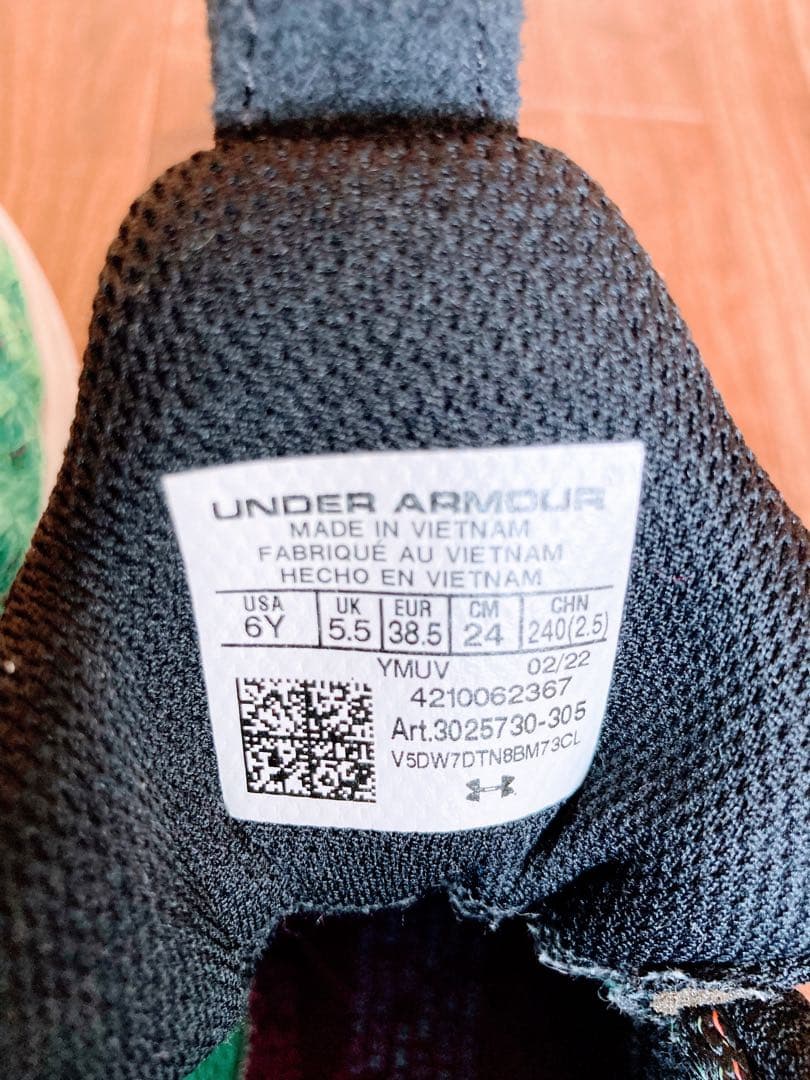 UNDER ARMOUR
MADE IN VIETNAM
FABRIQUÉ AU VIETNAM
HECHO EN VIETNAM
USA UK EUR CM CHN
6Y 5.5 38.5 24 240(2.5)
YMUV 02/22
4210062367
Art.3025730-305
V5DW7DTN8BM73CL